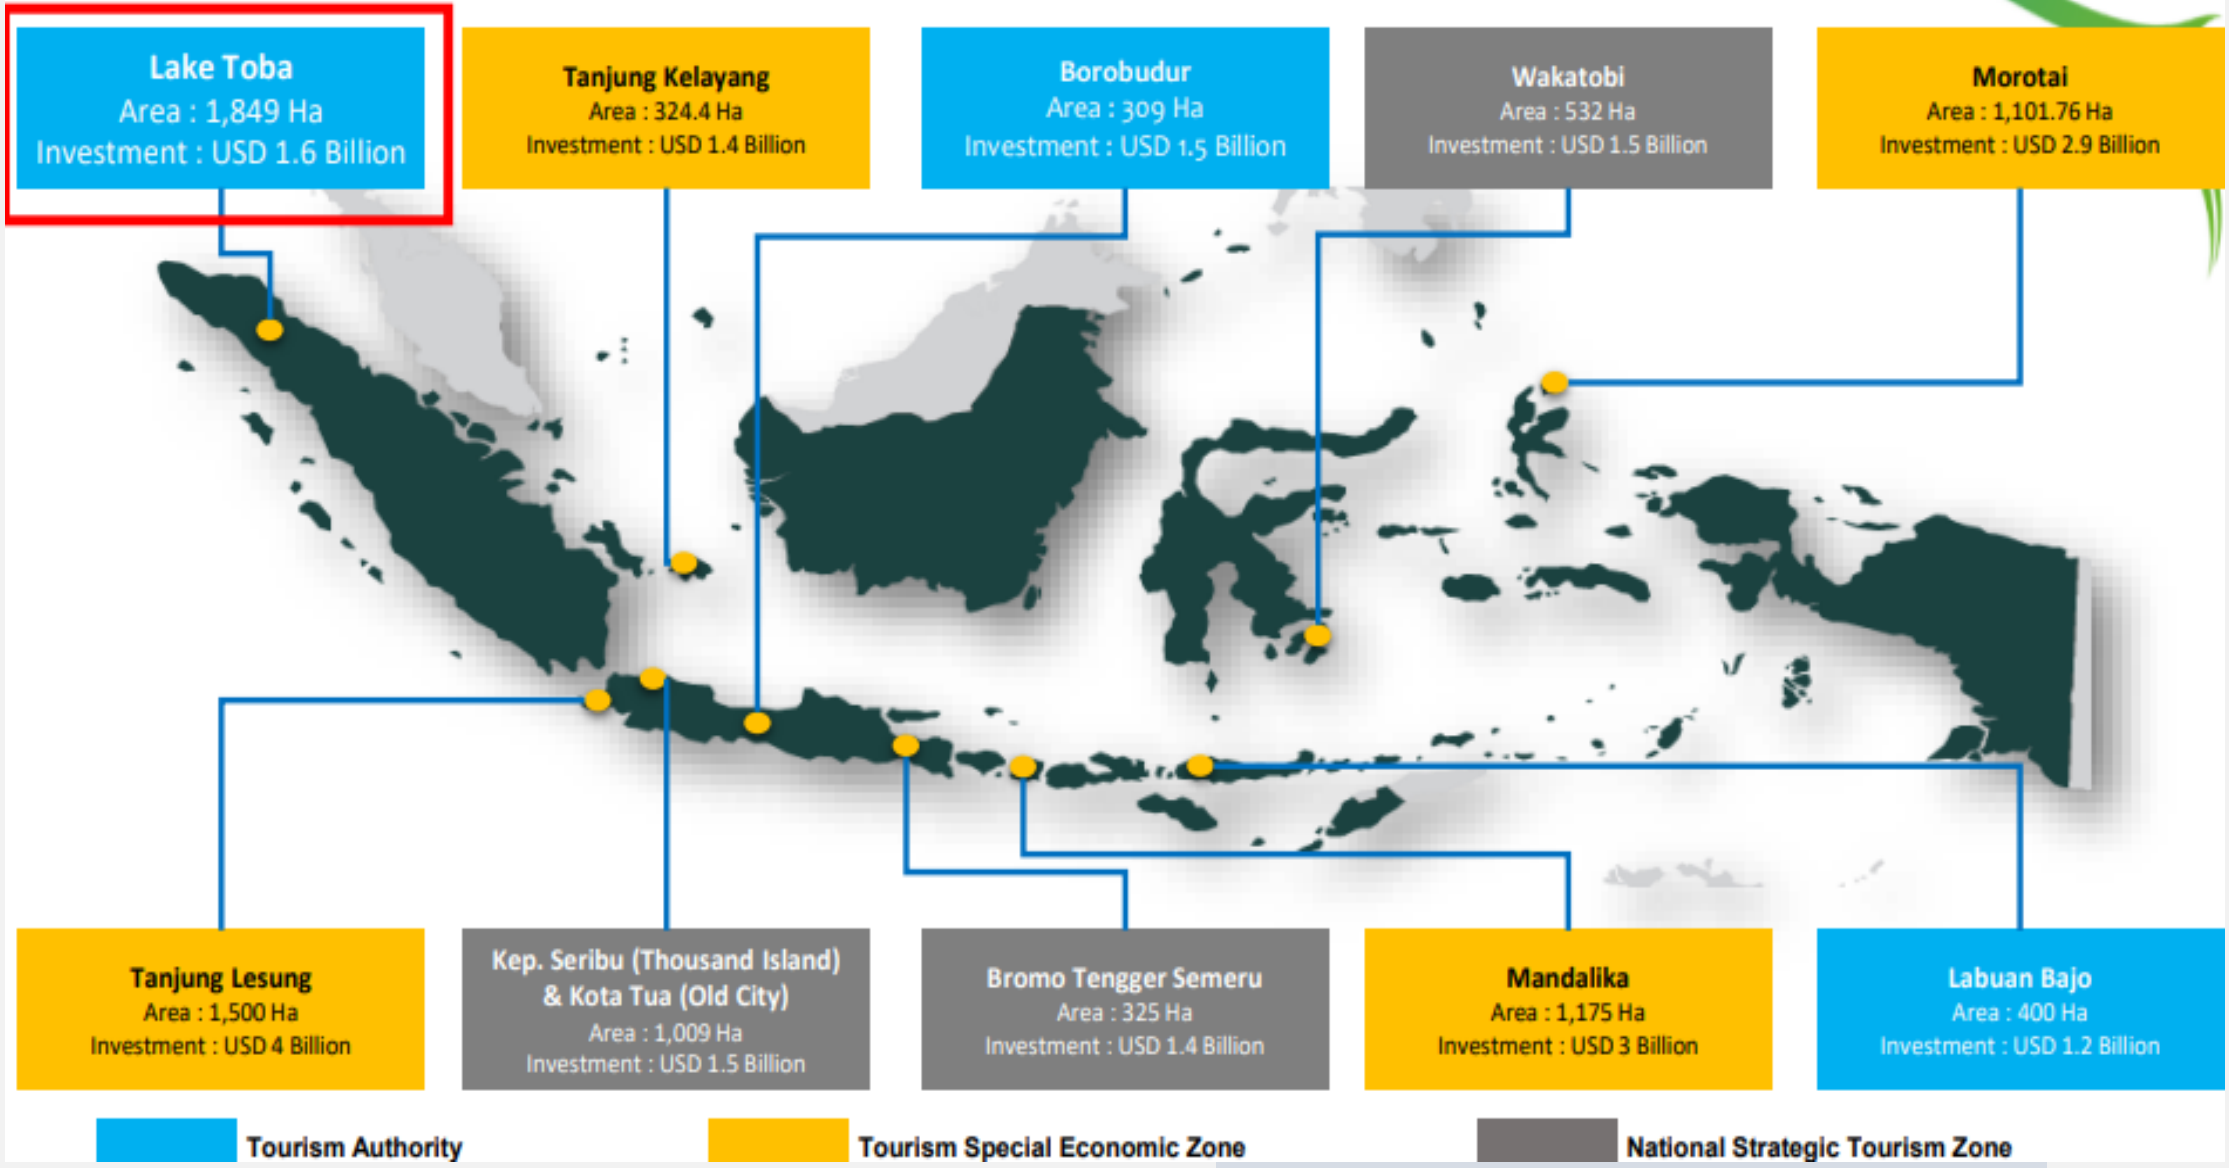 Lake Toba
Area : 1,849 Ha
Investment : USD 1.6 Billion
Tanjung Kelayang
Area : 324.4 Ha
Investment : USD 1.4 Billion
Borobudur
Area : 309 Ha
Investment : USD 1.5 Billion
Wakatobi
Area : 532 Ha
Investment : USD 1.5 Billion
Morotai
Area : 1,101.76 Ha
Investment : USD 2.9 Billion
Tanjung Lesung
Area : 1,500 Ha
Investment : USD 4 Billion
Kep. Seribu (Thousand Island)
& Kota Tua (Old City)
Area : 1,009 Ha
Investment : USD 1.5 Billion
Bromo Tengger Semeru
Area : 325 Ha
Investment : USD 1.4 Billion
Mandalika
Area : 1,175 Ha
Investment : USD 3 Billion
Labuan Bajo
Area : 400 Ha
Investment : USD 1.2 Billion
Tourism Authority
Tourism Special Economic Zone
National Strategic Tourism Zone